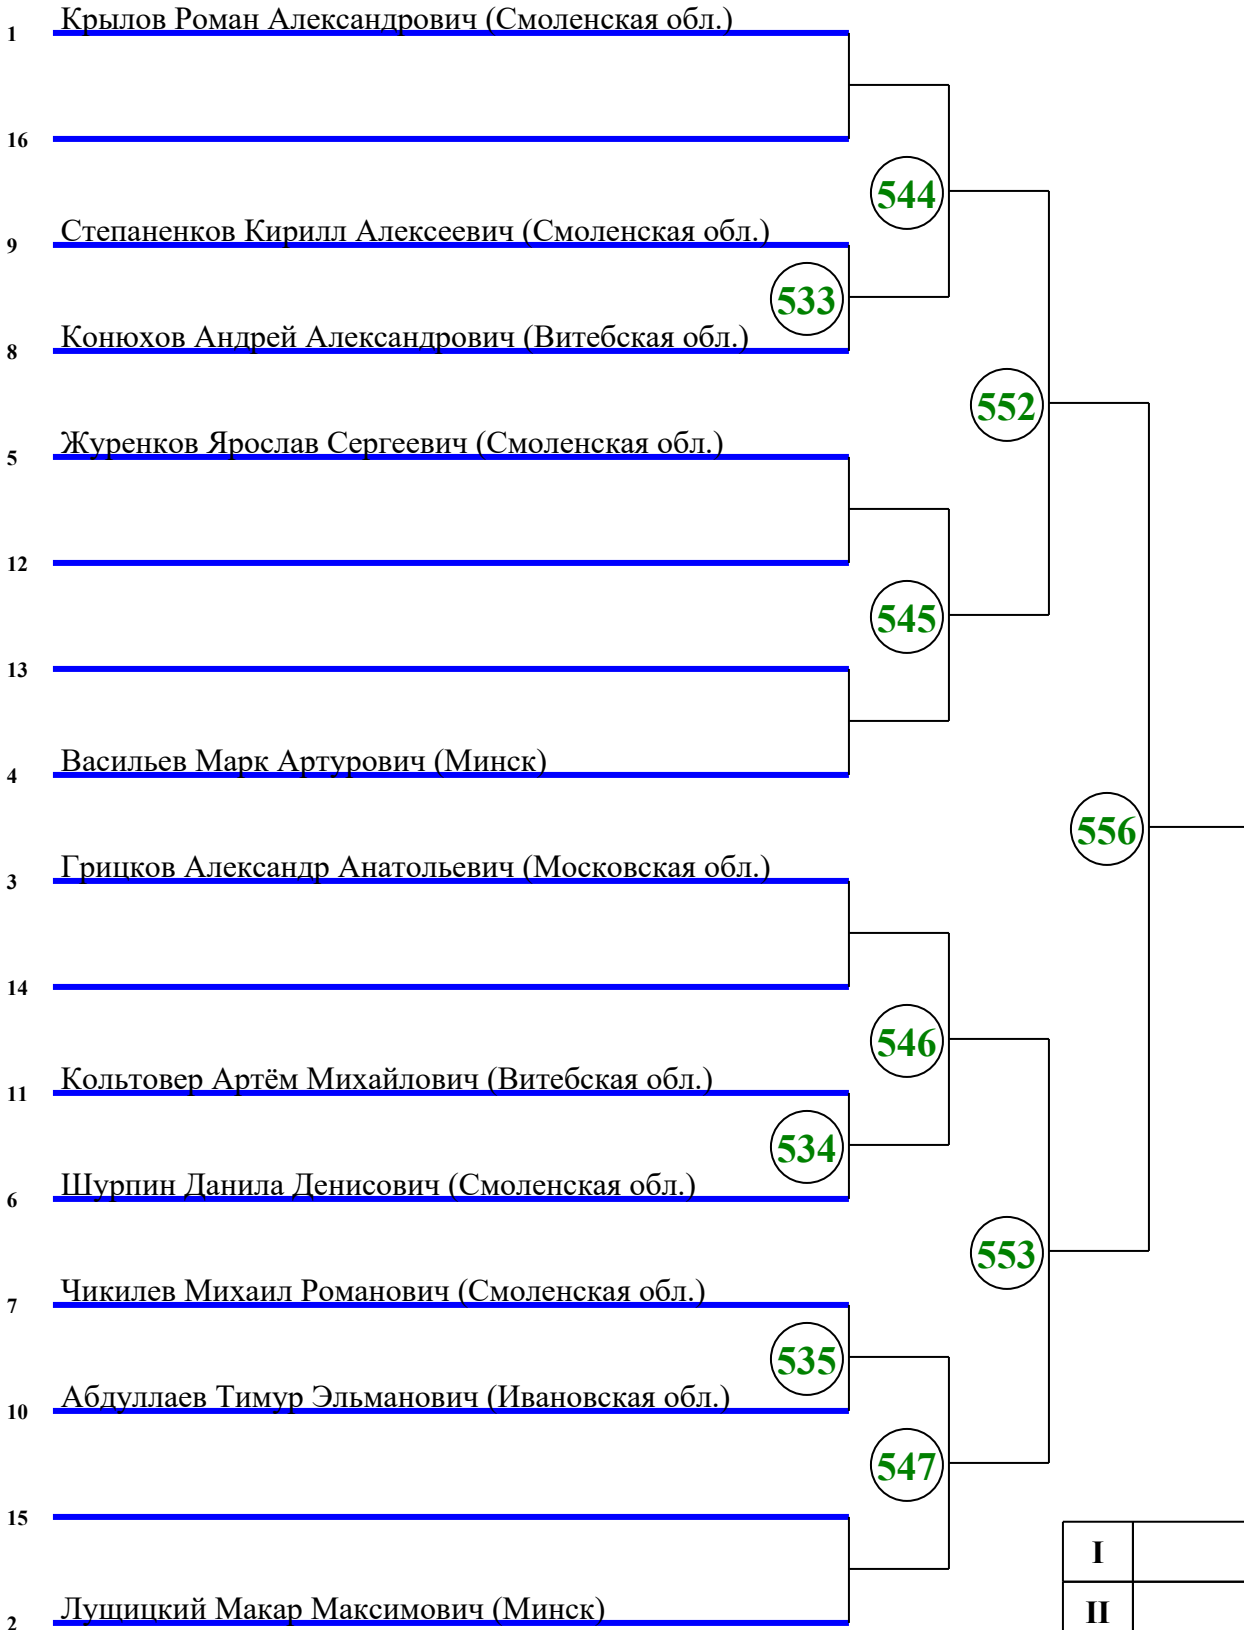 1 Крылов Роман Александрович (Смоленская обл.)
16
544
9 Степаненков Кирилл Алексеевич (Смоленская обл.)
533
8 Конюхов Андрей Александрович (Витебская обл.)
552
5 Журенков Ярослав Сергеевич (Смоленская обл.)
12
545
13
4 Васильев Марк Артурович (Минск)
556
3 Грицков Александр Анатольевич (Московская обл.)
14
546
11 Кольтовер Артём Михайлович (Витебская обл.)
534
6 Шурпин Данила Денисович (Смоленская обл.)
553
7 Чикилев Михаил Романович (Смоленская обл.)
535
10 Абдуллаев Тимур Эльманович (Ивановская обл.)
547
15
I
2 Лущицкий Макар Максимович (Минск)
II